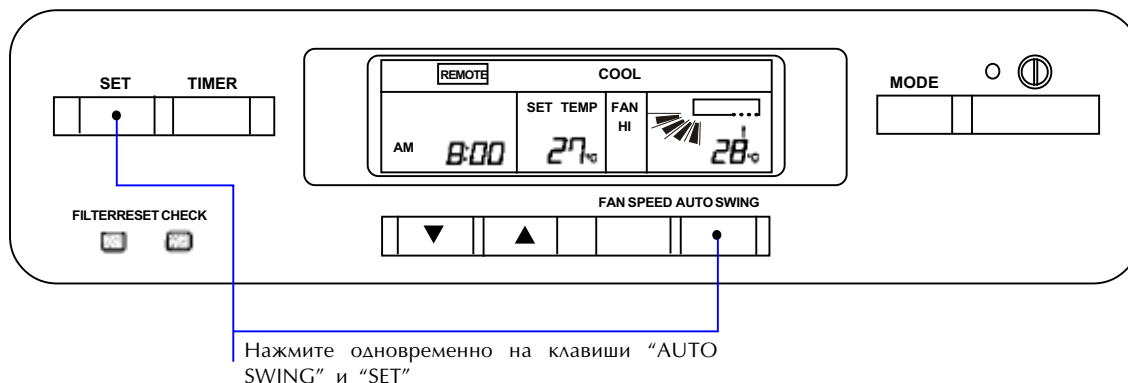 REMOTE COOL
SET TIMER
MODE
SET TEMP FAN
HI
AM 8:00 27°C 28°C
FAN SPEED AUTO SWING
FILTERRESET CHECK
▼ ▲
Нажмите одновременно на клавиши “AUTO
SWING” и “SET”